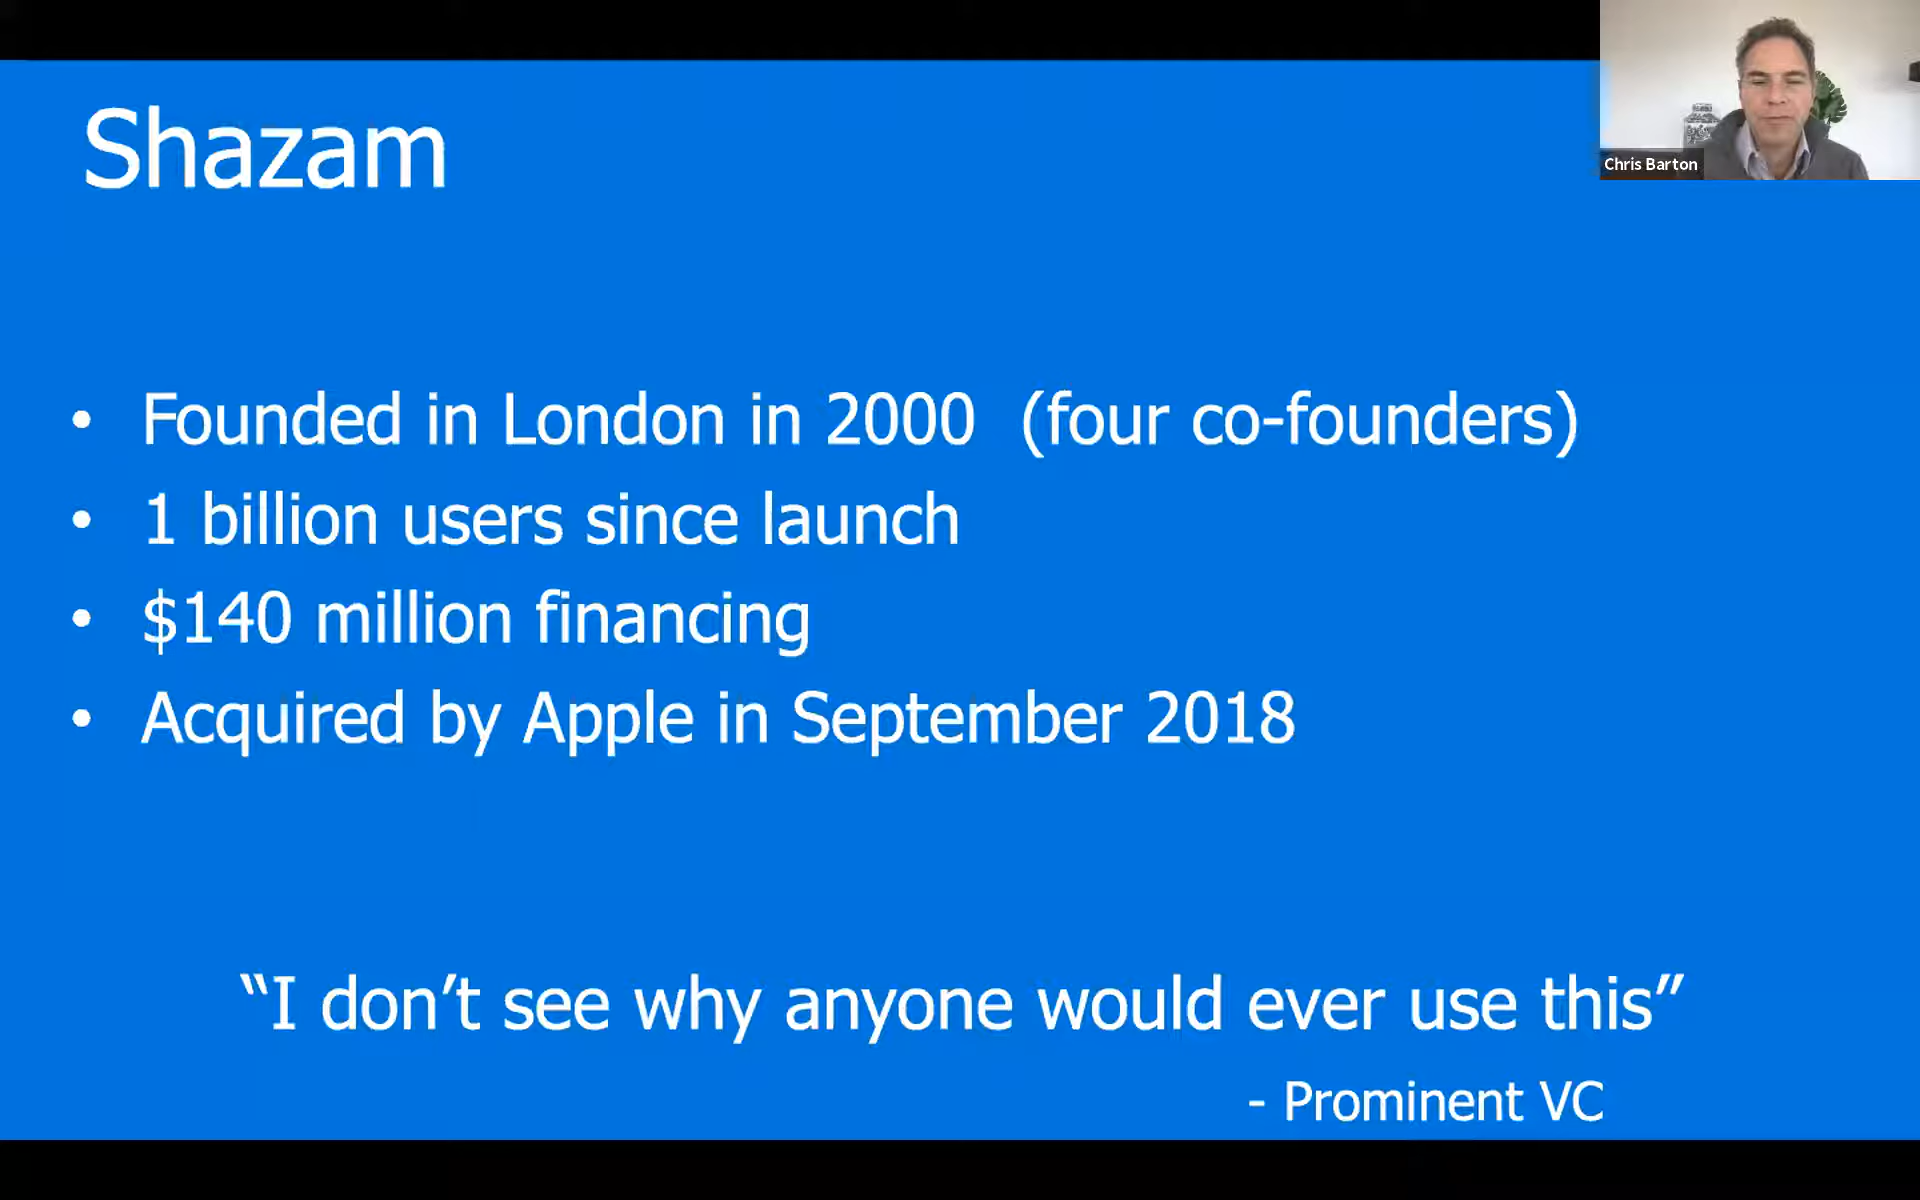 Shazam
Chris Barton
• Founded in London in 2000 (four co-founders)
• 1 billion users since launch
• $140 million financing
• Acquired by Apple in September 2018
“I don’t see why anyone would ever use this”
- Prominent VC